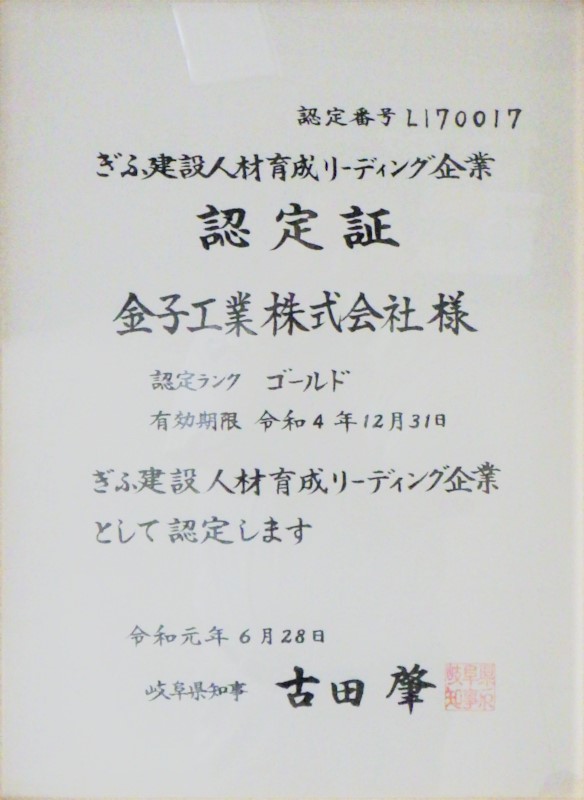 認定番号 L170017
ぎふ建設人材育成リーディング企業
認定証
金子工業株式会社様
認定ランク ゴールド
有効期限 令和4年12月31日
ぎふ建設人材育成リーディング企業
として認定します
令和元年6月28日
岐阜県知事 古田 肇
岐阜県知事